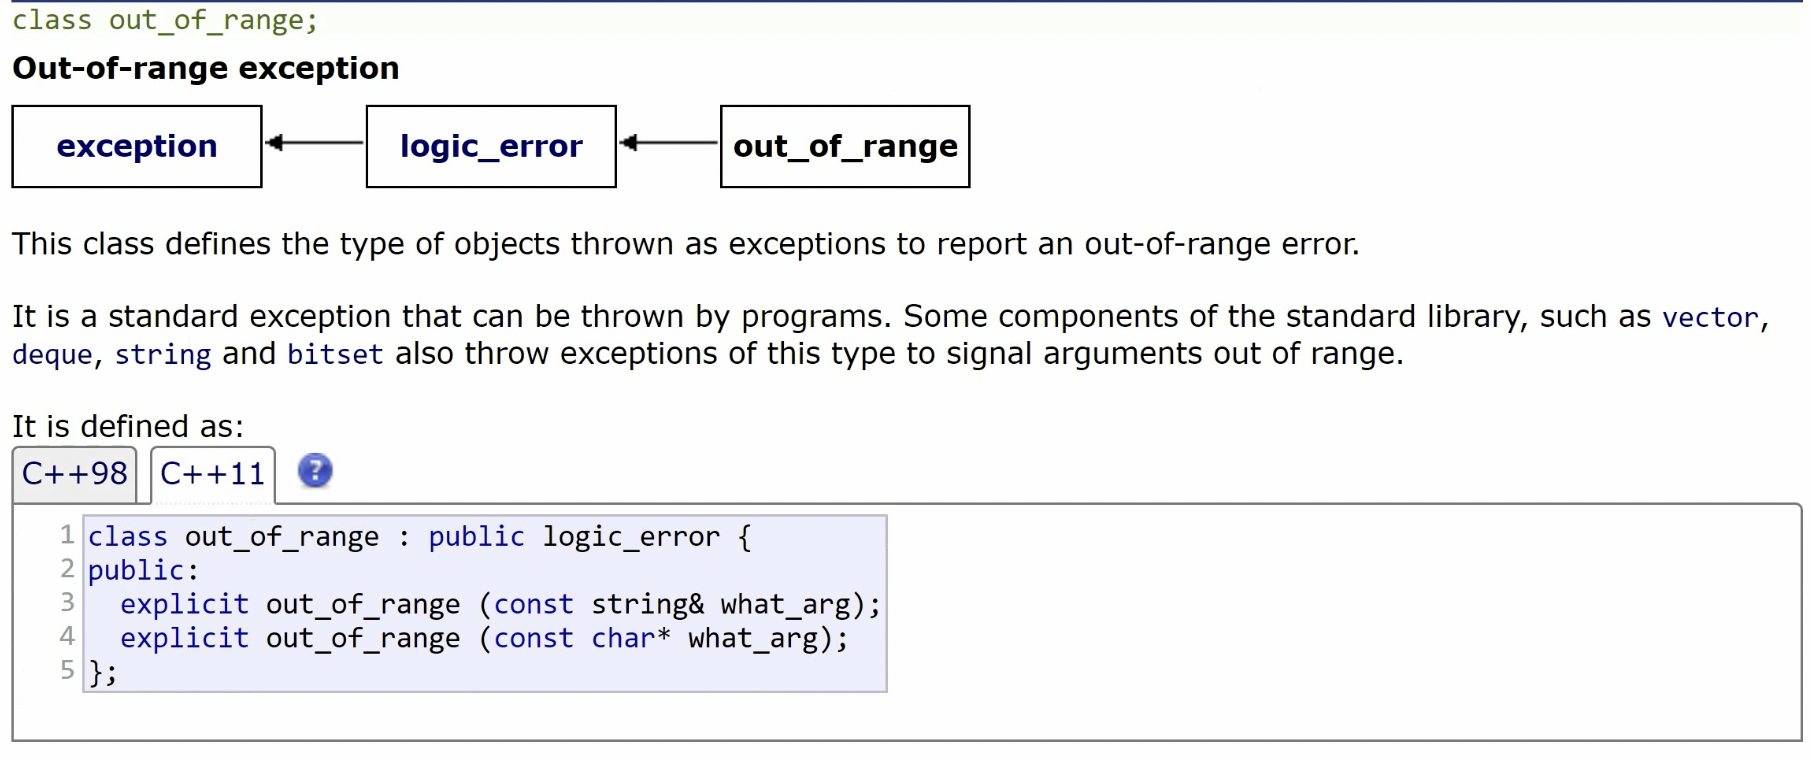 class out_of_range;
Out-of-range exception
exception logic_error out_of_range
This class defines the type of objects thrown as exceptions to report an out-of-range error.
It is a standard exception that can be thrown by programs. Some components of the standard library, such as vector,
deque, string and bitset also throw exceptions of this type to signal arguments out of range.
It is defined as:
C++98 C++11 ?
1 class out_of_range : public logic_error {
2 public:
3   explicit out_of_range (const string& what_arg);
4   explicit out_of_range (const char* what_arg);
5 };